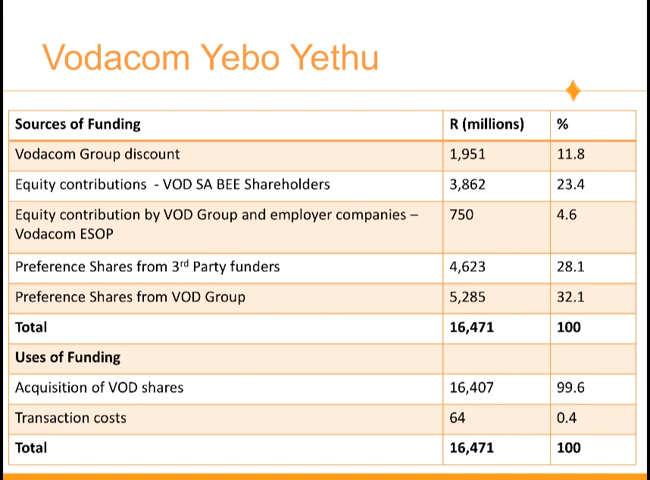 Vodacom Yebo Yethu
Sources of Funding R (millions) %
Vodacom Group discount 1,951 11.8
Equity contributions - VOD SA BEE Shareholders 3,862 23.4
Equity contribution by VOD Group and employer companies – 750 4.6
Vodacom ESOP
Preference Shares from 3rd Party funders 4,623 28.1
Preference Shares from VOD Group 5,285 32.1
Total 16,471 100
Uses of Funding
Acquisition of VOD shares 16,407 99.6
Transaction costs 64 0.4
Total 16,471 100